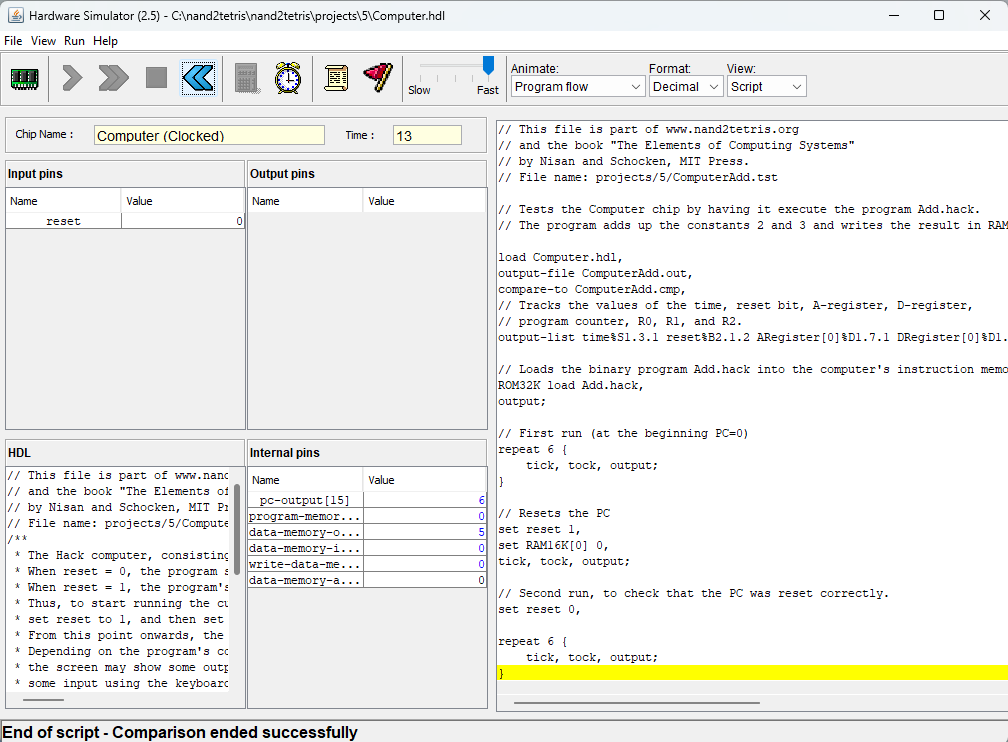 Hardware Simulator (2.5) - C:\nand2tetris\nand2tetris\projects\5\Computer.hdl
File View Run Help
Slow
Fast
Animate:
Program flow
Format:
Decimal
View:
Script
Chip Name :
Computer (Clocked)
Time :
13
Input pins
Name Value
reset 0
Output pins
Name Value
HDL
// This file is part of www.nand
// and the book "The Elements of
// by Nisan and Schocken, MIT Pr
// File name: projects/5/Compute
/**
* The Hack computer, consisting
* When reset = 0, the program s
* When reset = 1, the program's
* Thus, to start running the cu
* set reset to 1, and then set
* From this point onwards, the
* Depending on the program's co
* the screen may show some outp
* some input using the keyboard
Internal pins
Name Value
pc-output[15] 6
program-memor... 0
data-memory-o... 5
data-memory-i... 0
write-data-me... 0
data-memory-a... 0
// This file is part of www.nand2tetris.org
// and the book "The Elements of Computing Systems"
// by Nisan and Schocken, MIT Press.
// File name: projects/5/ComputerAdd.tst
// Tests the Computer chip by having it execute the program Add.hack.
// The program adds up the constants 2 and 3 and writes the result in RAM
load Computer.hdl,
output-file ComputerAdd.out,
compare-to ComputerAdd.cmp,
// Tracks the values of the time, reset bit, A-register, D-register,
// program counter, R0, R1, and R2.
output-list time%S1.3.1 reset%B2.1.2 ARegister[0]%D1.7.1 DRegister[0]%D1.
// Loads the binary program Add.hack into the computer's instruction memo
ROM32K load Add.hack,
output;
// First run (at the beginning PC=0)
repeat 6 {
tick, tock, output;
}
// Resets the PC
set reset 1,
set RAM16K[0] 0,
tick, tock, output;
// Second run, to check that the PC was reset correctly.
set reset 0,
repeat 6 {
tick, tock, output;
}
End of script - Comparison ended successfully